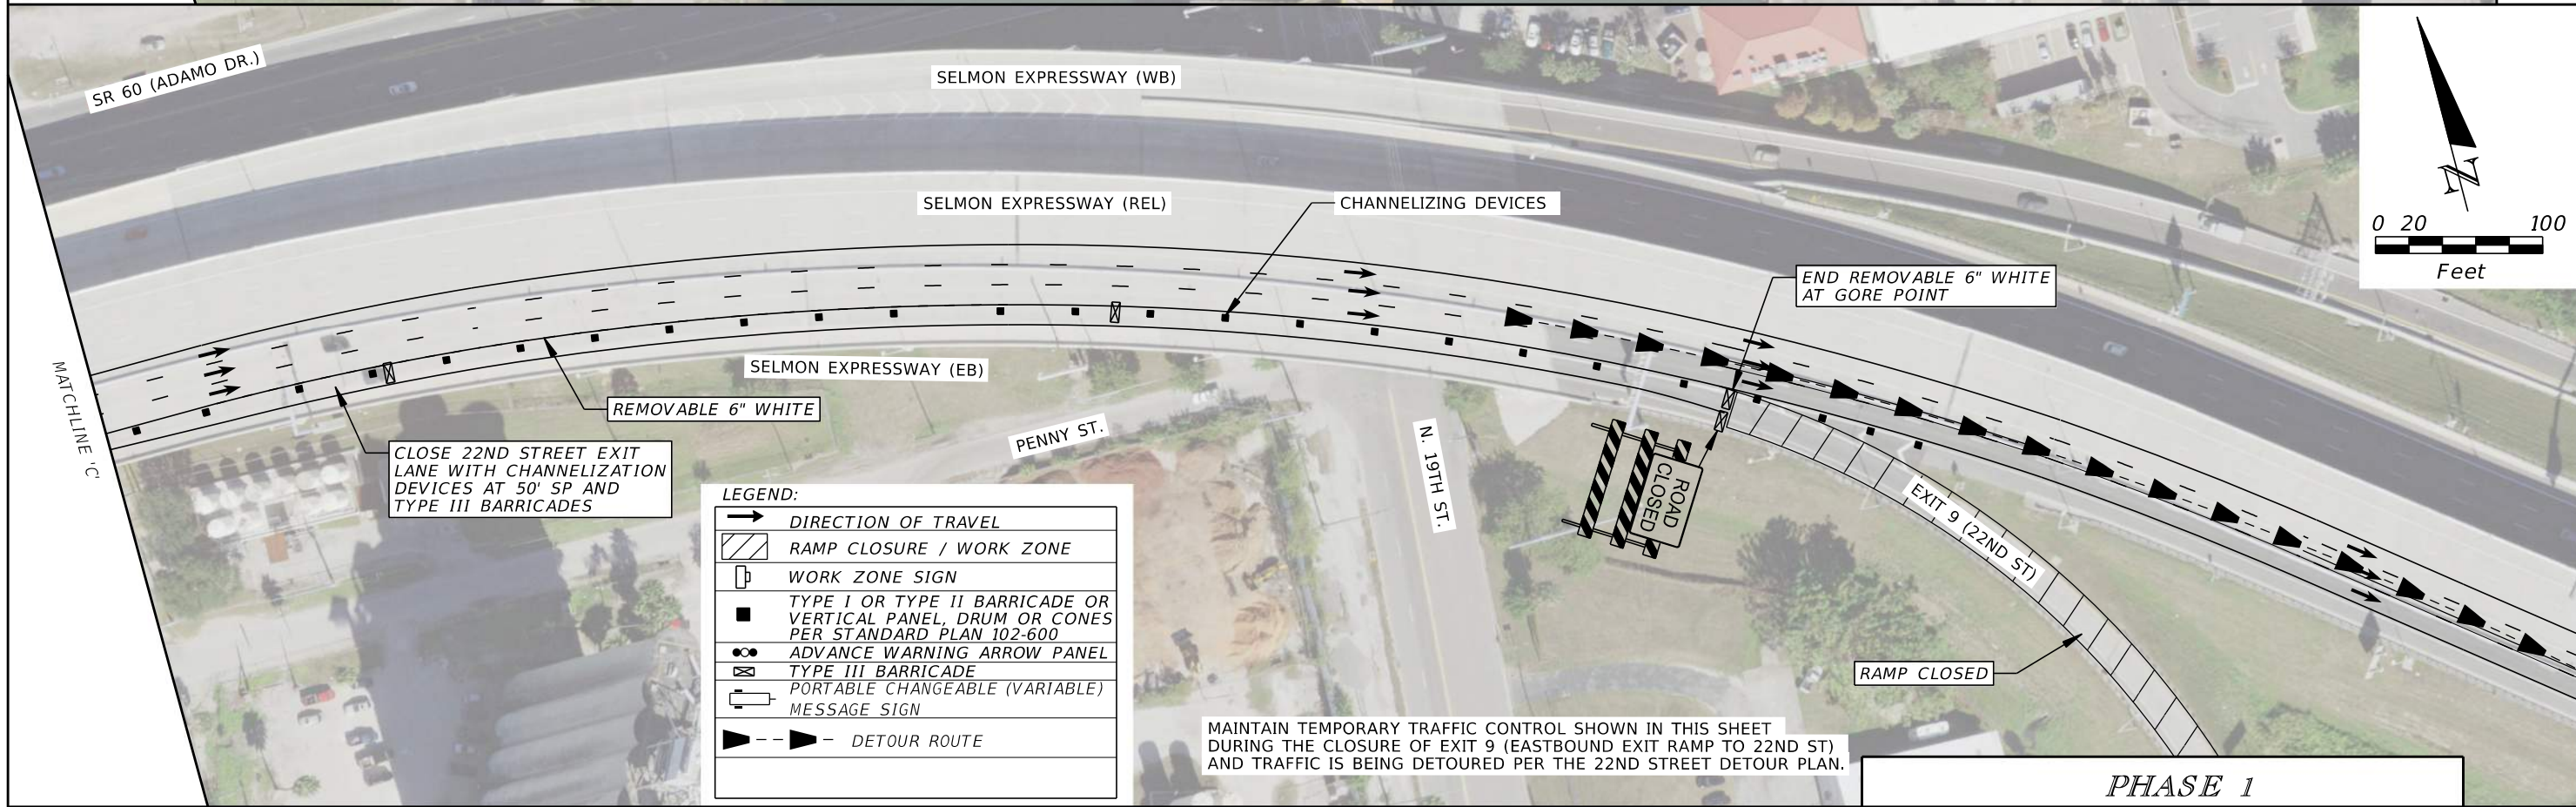 SR 60 (ADAMO DR.)
SELMON EXPRESSWAY (WB)
SELMON EXPRESSWAY (REL)
CHANNELIZING DEVICES
N
0 20 100
Feet
END REMOVABLE 6" WHITE
AT GORE POINT
MATCHLINE 'C'
SELMON EXPRESSWAY (EB)
REMOVABLE 6" WHITE
CLOSE 22ND STREET EXIT
LANE WITH CHANNELIZATION
DEVICES AT 50' SP AND
TYPE III BARRICADES
PENNY ST.
N. 19TH ST.
ROAD
CLOSED
EXIT 9 (22ND ST)
RAMP CLOSED
LEGEND:
DIRECTION OF TRAVEL
RAMP CLOSURE / WORK ZONE
WORK ZONE SIGN
TYPE I OR TYPE II BARRICADE OR
VERTICAL PANEL, DRUM OR CONES
PER STANDARD PLAN 102-600
ADVANCE WARNING ARROW PANEL
TYPE III BARRICADE
PORTABLE CHANGEABLE (VARIABLE)
MESSAGE SIGN
DETOUR ROUTE
MAINTAIN TEMPORARY TRAFFIC CONTROL SHOWN IN THIS SHEET
DURING THE CLOSURE OF EXIT 9 (EASTBOUND EXIT RAMP TO 22ND ST)
AND TRAFFIC IS BEING DETOURED PER THE 22ND STREET DETOUR PLAN.
PHASE 1